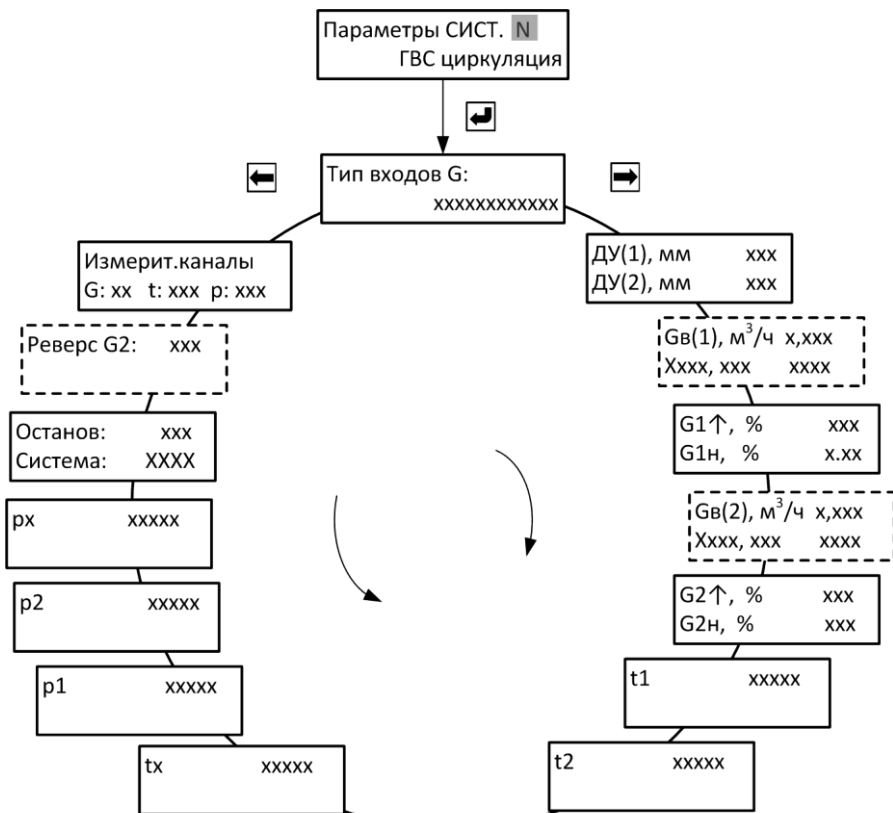 Параметры СИСТ. N
ГВС циркуляция
Тип входов G:
xxxxxxxxxxxx
Измерит.каналы
G: xx t: xxx p: xxx
Реверс G2: xxx
Останов: xxx
Система: XXXX
px xxxxx
p2 xxxxx
p1 xxxxx
tx xxxxx
ДУ(1), мм xxx
ДУ(2), мм xxx
Gв(1), м³/ч x,xxx
Xxxx, xxx xxxx
G1↑, % xxx
G1н, % x.xx
Gв(2), м³/ч x,xxx
Xxxx, xxx xxxx
G2↑, % xxx
G2н, % xxx
t1 xxxxx
t2 xxxxx